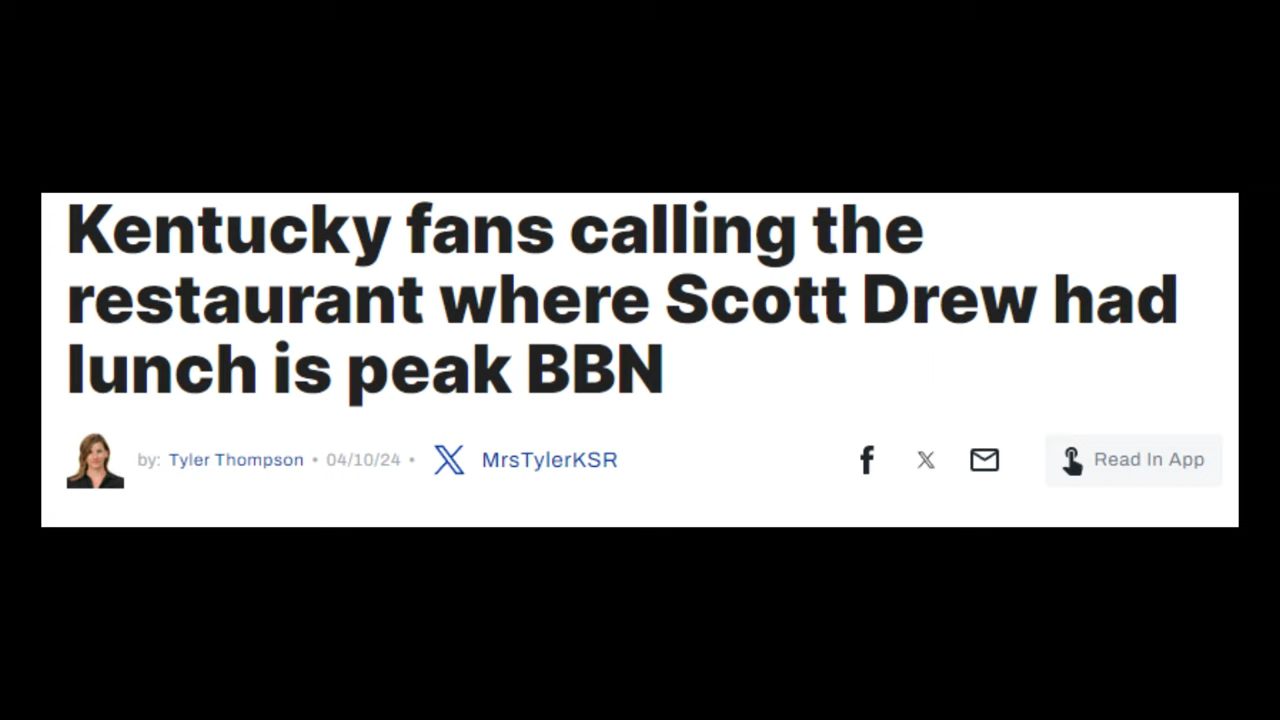 Kentucky fans calling the
restaurant where Scott Drew had
lunch is peak BBN
by: Tyler Thompson • 04/10/24 • MrsTylerKSR Read In App